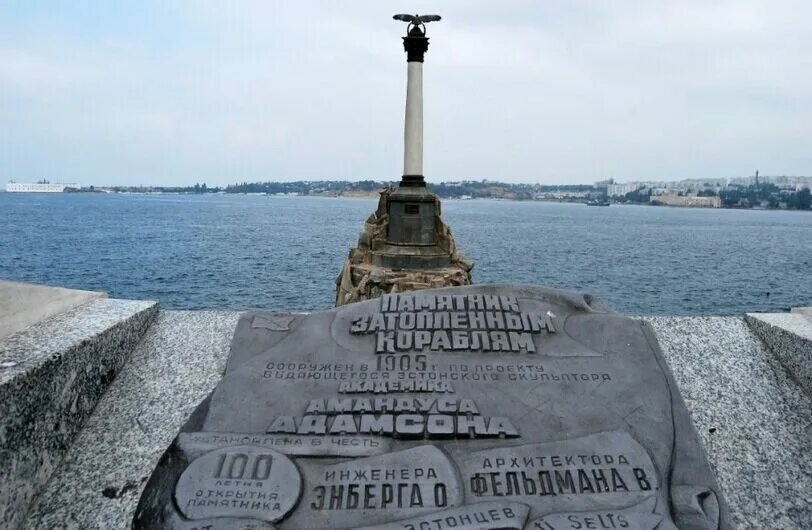 ПАМЯТНИК
ЗАТОПЛЕННЫМ
КОРАБЛЯМ
СООРУЖЕН В 1905 Г. ПО ПРОЕКТУ
ВЫДАЮЩЕГОСЯ ЭСТОНСКОГО СКУЛЬПТОРА
АКАДЕМИКА
АМАНДУСА
АДАМСОНА
УСТАНОВЛЕНА В ЧЕСТЬ
100
ЛЕТИЯ
ОТКРЫТИЯ
ПАМЯТНИКА
ИНЖЕНЕРА
ЭНБЕРГА О
АРХИТЕКТОРА
ФЕЛЬДМАНА В.
ЭСТОНЦЕВ
SELTS